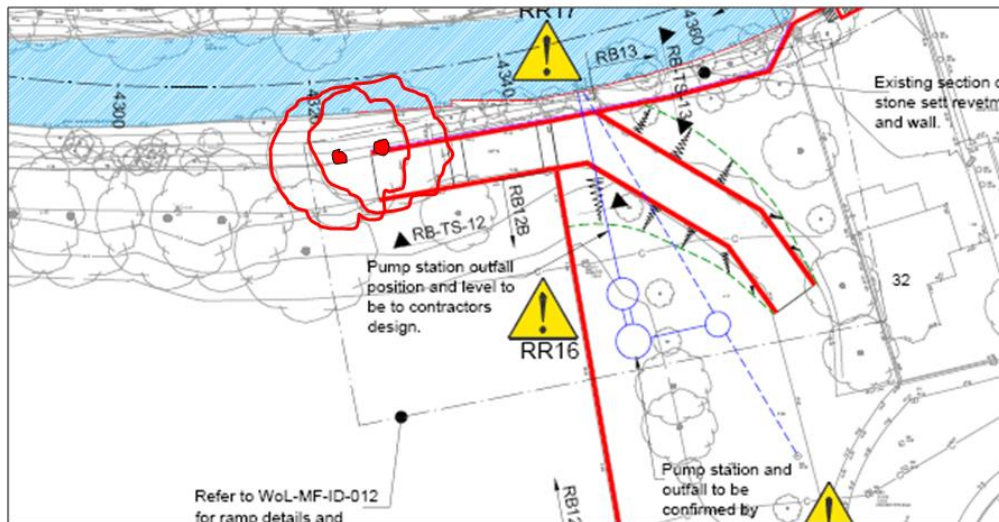 RR17
4360
RB13
RB-TS-13
4340
4320
4300
Existing section o
stone sett revetm
and wall.
RB12B
RB-TS-12
Pump station outfall
position and level to
be to contractors
design.
32
RR16
Refer to WoL-MF-ID-012
for ramp details and
RB12
Pump station and
outfall to be
confirmed by